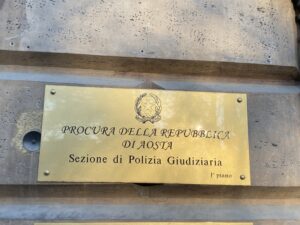 PROCURA DELLA REPUBBLICA
DI AOSTA
Sezione di Polizia Giudiziaria
1° piano